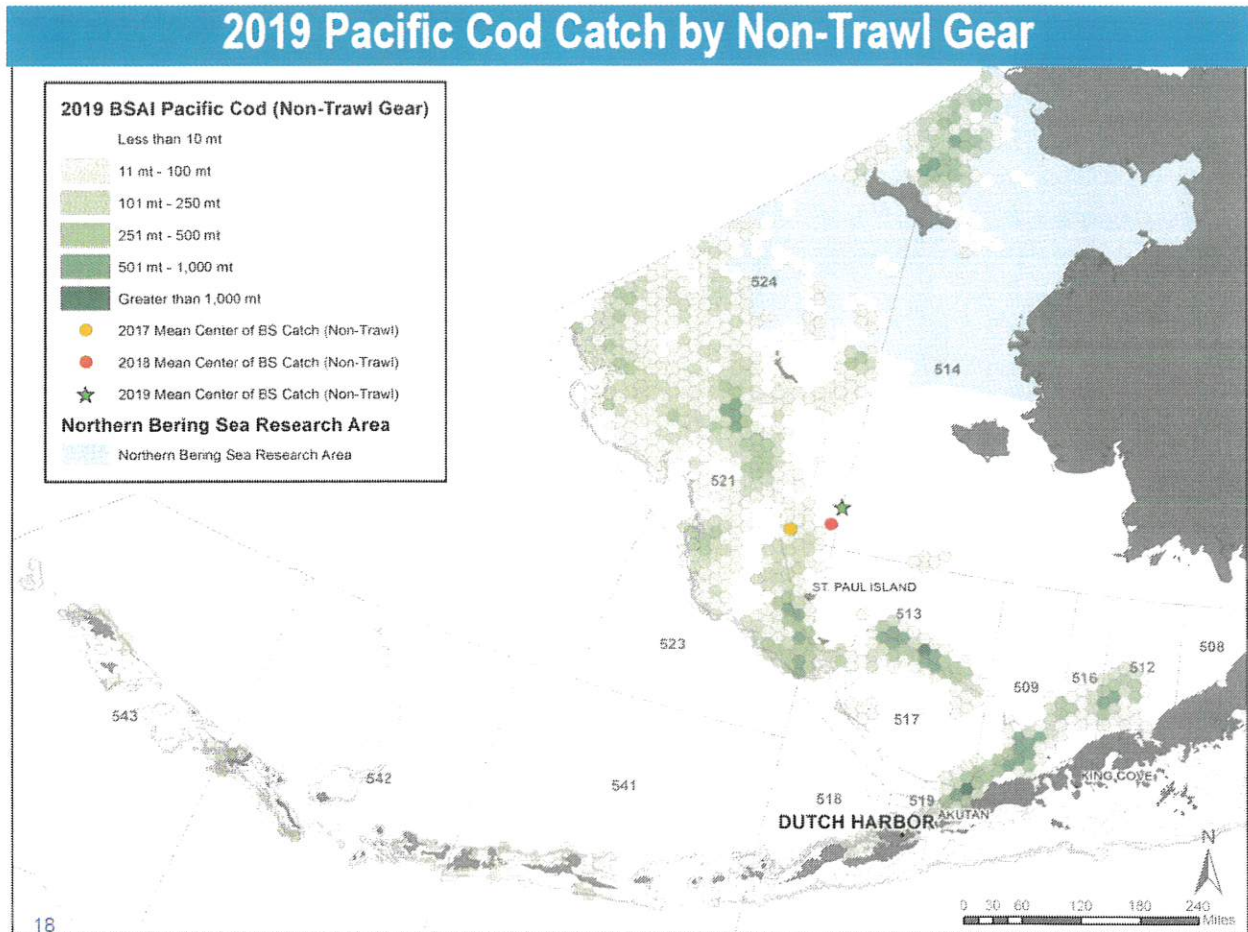 2019 Pacific Cod Catch by Non-Trawl Gear
2019 BSAI Pacific Cod (Non-Trawl Gear)
Less than 10 mt
11 mt - 100 mt
101 mt - 250 mt
251 mt - 500 mt
501 mt - 1,000 mt
Greater than 1,000 mt
2017 Mean Center of BS Catch (Non-Trawl)
2018 Mean Center of BS Catch (Non-Trawl)
2019 Mean Center of BS Catch (Non-Trawl)
Northern Bering Sea Research Area
Northern Bering Sea Research Area
524
514
521
ST. PAUL ISLAND
513
523
508
512
516
509
543
517
542
541
518
519
KING COVE
AKUTAN
DUTCH HARBOR
N
0 30 60 120 180 240
Miles
18